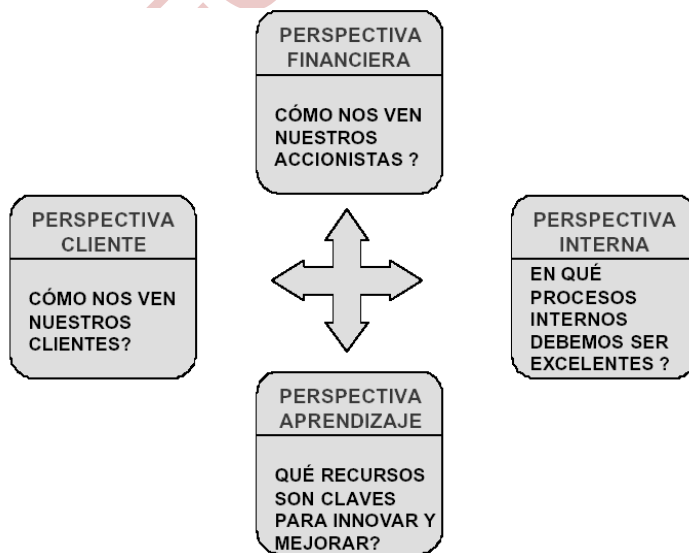 PERSPECTIVA
FINANCIERA
CÓMO NOS VEN
NUESTROS
ACCIONISTAS ?
PERSPECTIVA
CLIENTE
CÓMO NOS VEN
NUESTROS
CLIENTES?
PERSPECTIVA
INTERNA
EN QUÉ
PROCESOS
INTERNOS
DEBEMOS SER
EXCELENTES ?
PERSPECTIVA
APRENDIZAJE
QUÉ RECURSOS
SON CLAVES
PARA INNOVAR Y
MEJORAR?